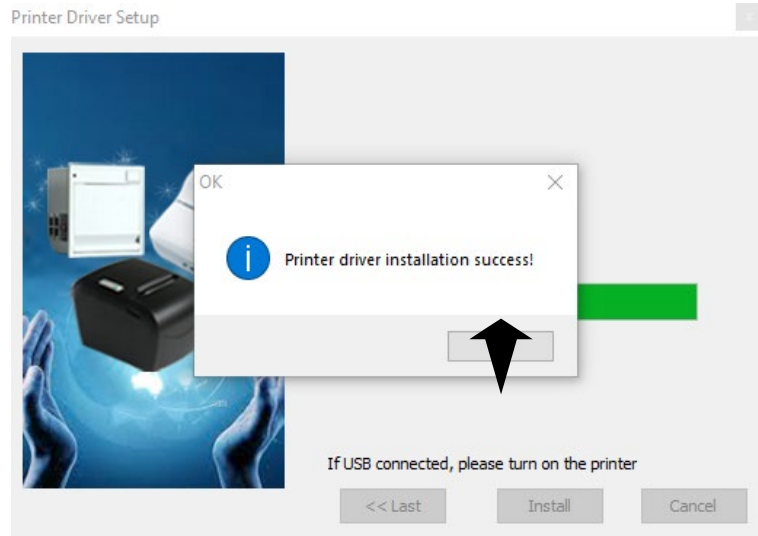 Printer Driver Setup
OK
Printer driver installation success!
If USB connected, please turn on the printer
<< Last
Install
Cancel